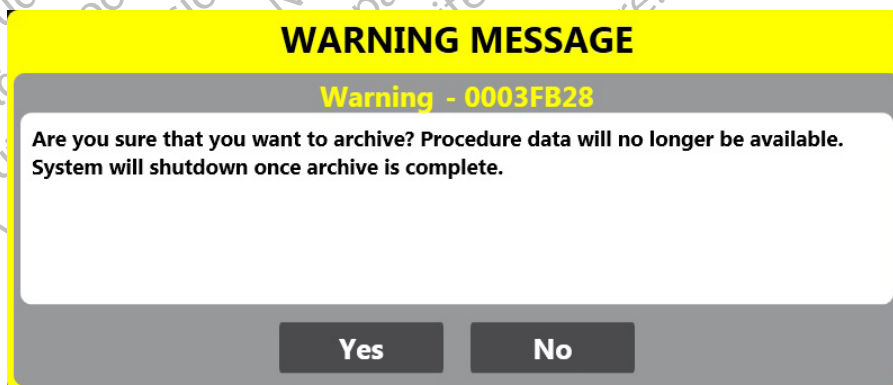 WARNING MESSAGE
Warning - 0003FB28
Are you sure that you want to archive? Procedure data will no longer be available.
System will shutdown once archive is complete.
Yes
No